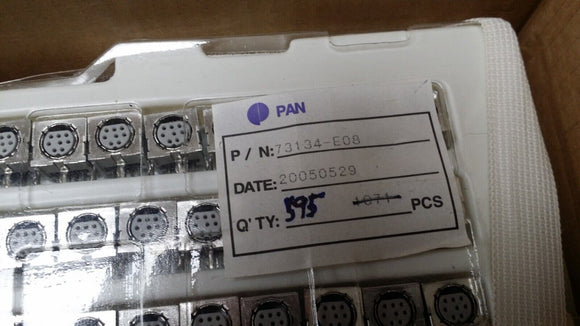 PAN
P / N: 73134-E08
DATE: 20050529
Q'TY: 595 1071 PCS